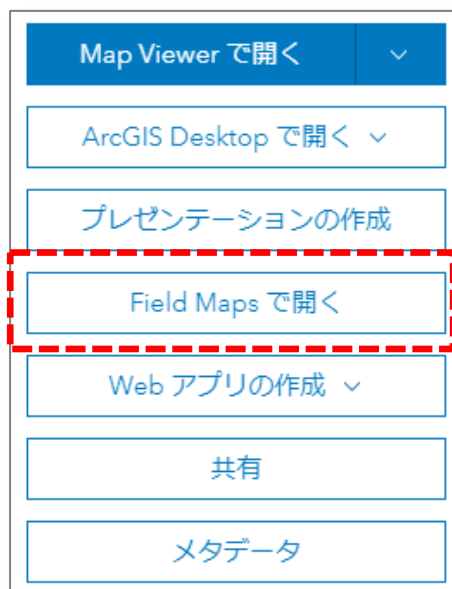 Map Viewer で開く
ArcGIS Desktop で開く
プレゼンテーションの作成
Field Maps で開く
Web アプリの作成
共有
メタデータ